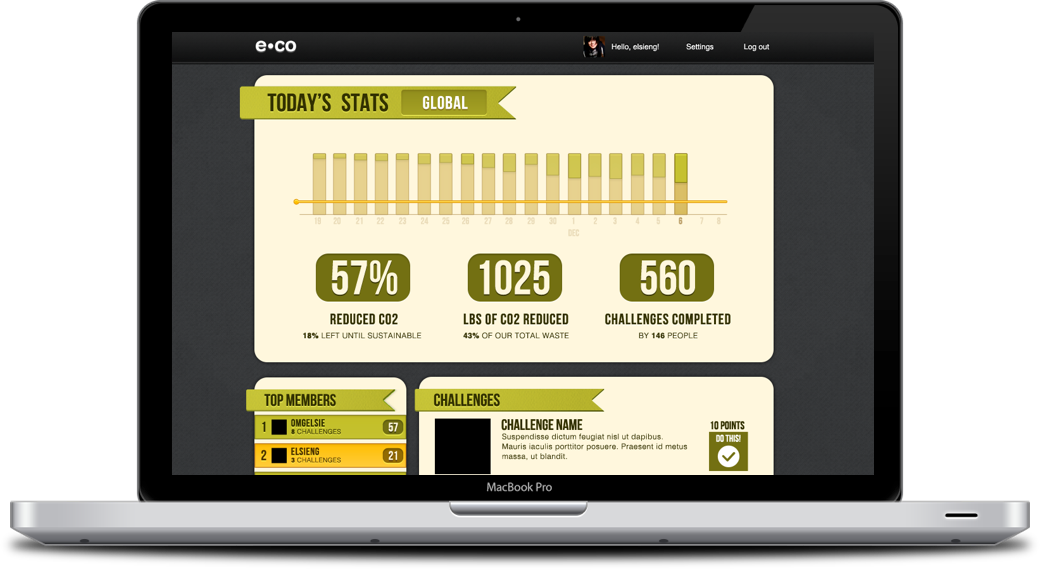 e•co
Hello, elsieng!
Settings
Log out
TODAY'S STATS
GLOBAL
19 20 21 22 23 24 25 26 27 28 29 30 1 2 3 4 5 6 7 8
DEC
57%
1025
560
REDUCED CO2
LBS OF CO2 REDUCED
CHALLENGES COMPLETED
18% LEFT UNTIL SUSTAINABLE
43% OF OUR TOTAL WASTE
BY 146 PEOPLE
TOP MEMBERS
1 OMGELSIE 57
8 CHALLENGES
2 ELSIENG 21
3 CHALLENGES
CHALLENGES
CHALLENGE NAME
Suspendisse dictum feugiat nisl ut dapibus.
Mauris iaculis porttitor posuere. Praesent id metus
massa, ut blandit.
10 POINTS
DO THIS!
MacBook Pro